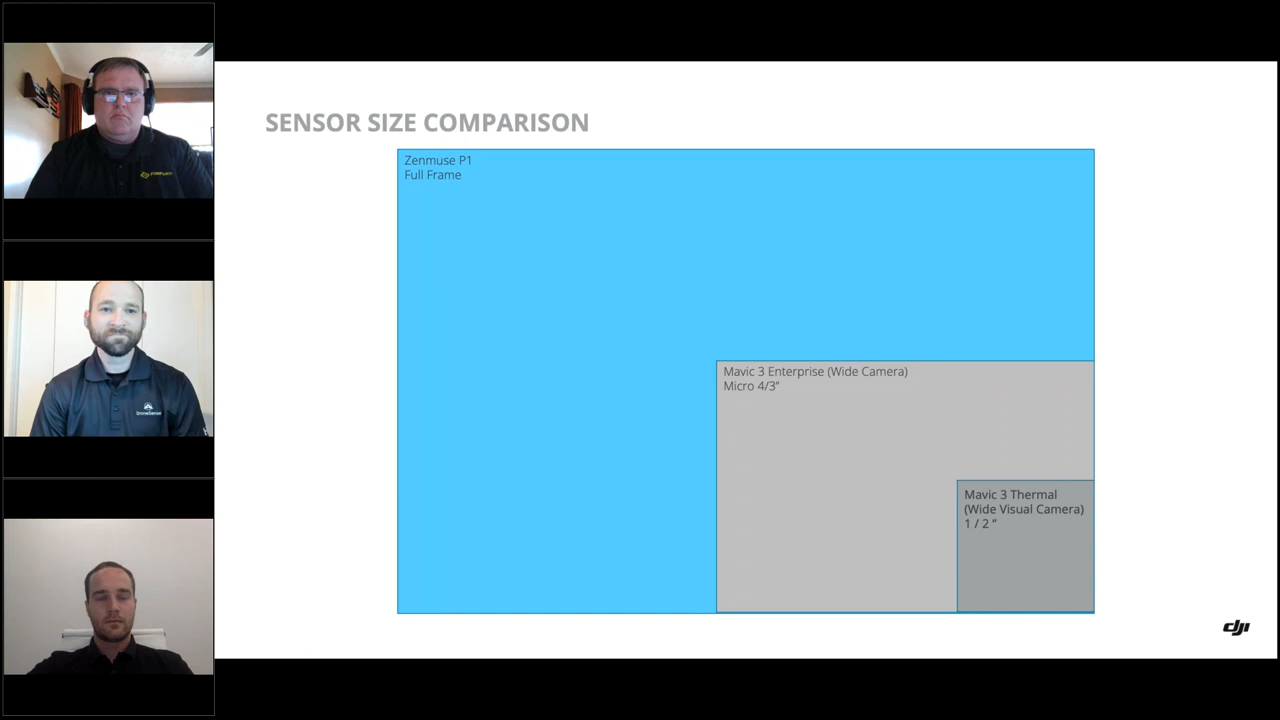 SENSOR SIZE COMPARISON
Zenmuse P1
Full Frame
Mavic 3 Enterprise (Wide Camera)
Micro 4/3”
Mavic 3 Thermal
(Wide Visual Camera)
1 / 2 “
DroneSense
dji